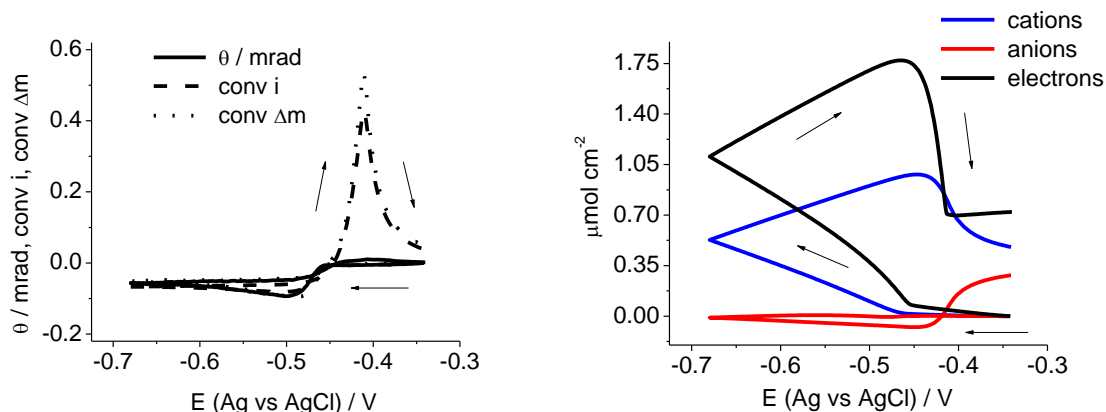 θ / mrad, conv i, conv Δm
0.6
0.4
0.2
0.0
-0.2
θ / mrad
conv i
conv Δm
-0.7
-0.6
-0.5
-0.4
-0.3
E (Ag vs AgCl) / V
cations
anions
electrons
μmol cm⁻²
1.75
1.40
1.05
0.70
0.35
0.00
-0.7
-0.6
-0.5
-0.4
-0.3
E (Ag vs AgCl) / V